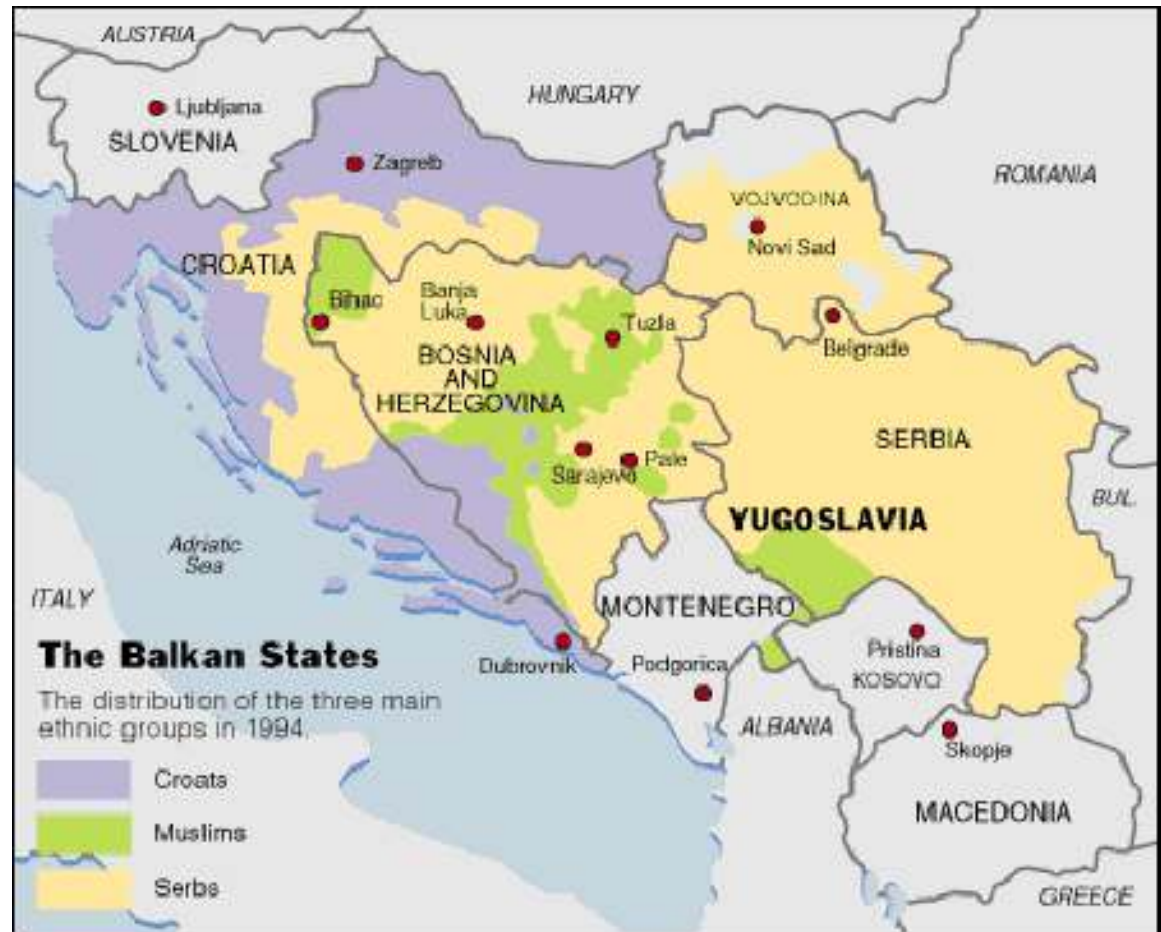 AUSTRIA
Ljubljana
SLOVENIA
HUNGARY
Zagreb
ROMANIA
VOJVODINA
Novi Sad
CROATIA
Bihac
Banja
Luka
Tuzla
Belgrade
BOSNIA
AND
HERZEGOVINA
SERBIA
Sarajevo
Pale
BUL.
YUGOSLAVIA
Adriatic
Sea
ITALY
MONTENEGRO
Pristina
KOSOVO
Dubrovnik
Podgorica
ALBANIA
Skopje
MACEDONIA
GREECE
The Balkan States
The distribution of the three main
ethnic groups in 1994.
Croats
Muslims
Serbs